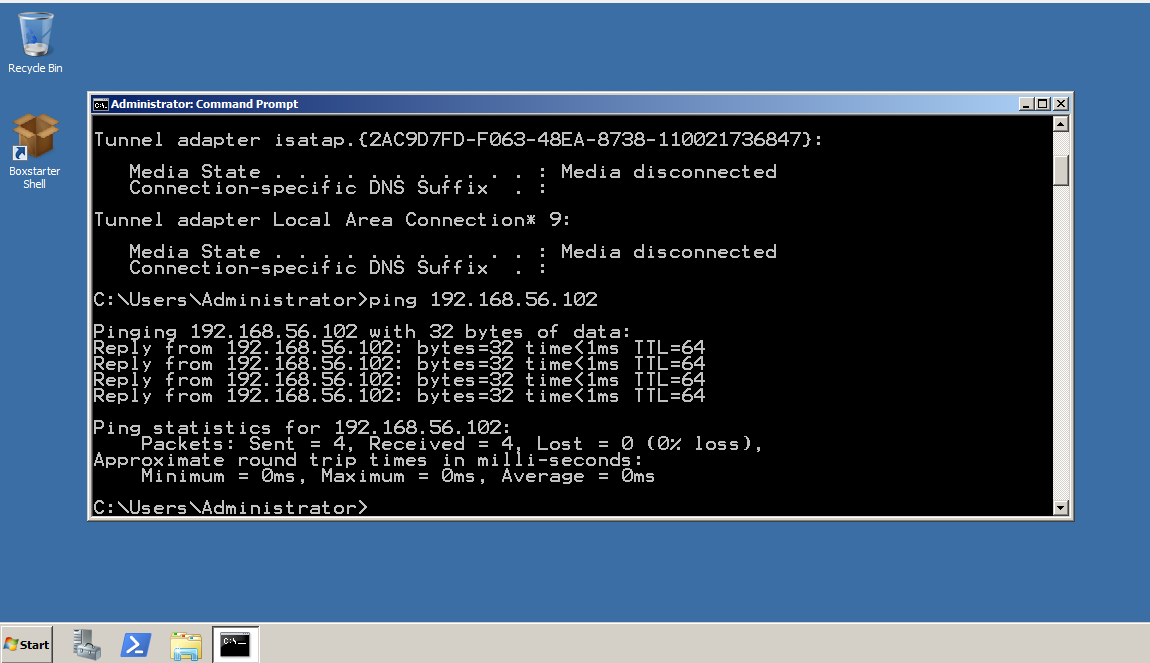 Recycle Bin
Boxstarter
Shell
Administrator: Command Prompt
Tunnel adapter isatap.{2AC9D7FD-F063-48EA-8738-110021736847}:
   Media State . . . . . . . . . . . : Media disconnected
   Connection-specific DNS Suffix  . :
Tunnel adapter Local Area Connection* 9:
   Media State . . . . . . . . . . . : Media disconnected
   Connection-specific DNS Suffix  . :
C:\Users\Administrator>ping 192.168.56.102
Pinging 192.168.56.102 with 32 bytes of data:
Reply from 192.168.56.102: bytes=32 time<1ms TTL=64
Reply from 192.168.56.102: bytes=32 time<1ms TTL=64
Reply from 192.168.56.102: bytes=32 time<1ms TTL=64
Reply from 192.168.56.102: bytes=32 time<1ms TTL=64
Ping statistics for 192.168.56.102:
    Packets: Sent = 4, Received = 4, Lost = 0 (0% loss),
Approximate round trip times in milli-seconds:
    Minimum = 0ms, Maximum = 0ms, Average = 0ms
C:\Users\Administrator>
Start